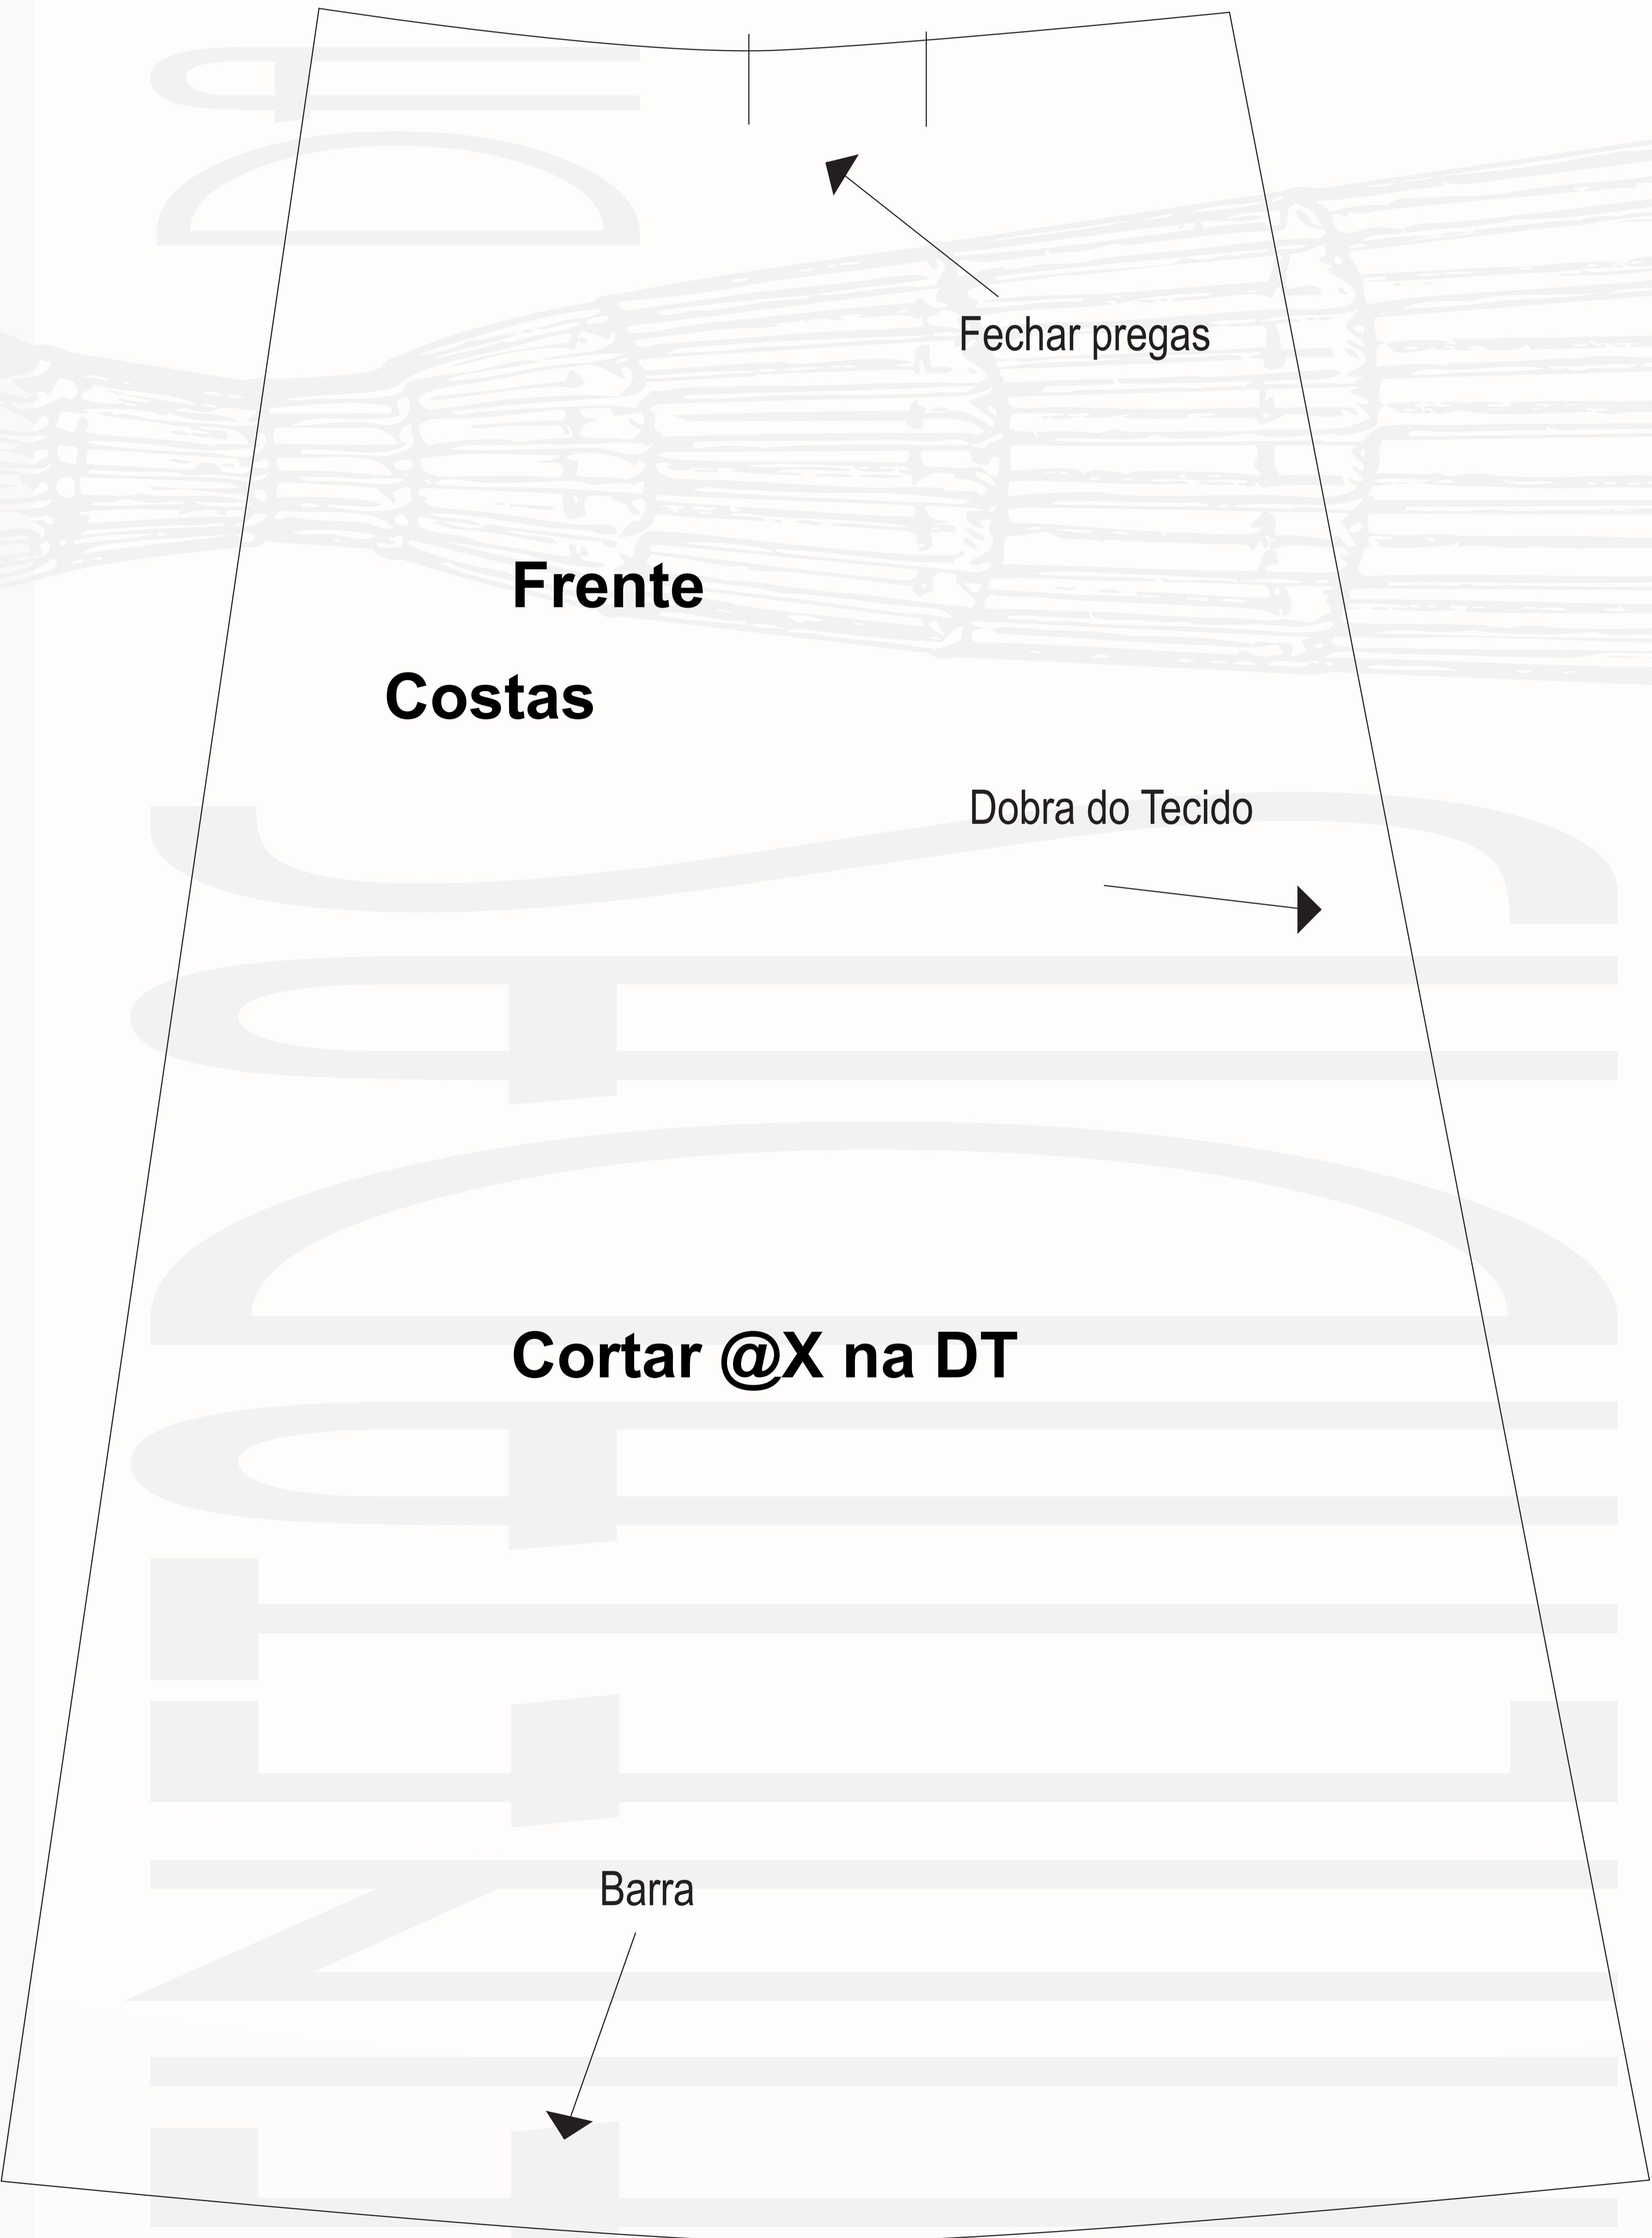 Fechar pregas
Frente
Costas
Dobra do Tecido
Cortar @X na DT
Barra